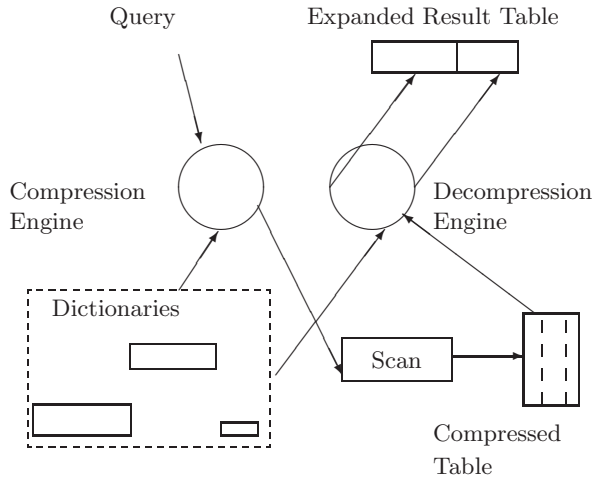 Query
Expanded Result Table
Compression
Engine
Decompression
Engine
Dictionaries
Scan
Compressed
Table